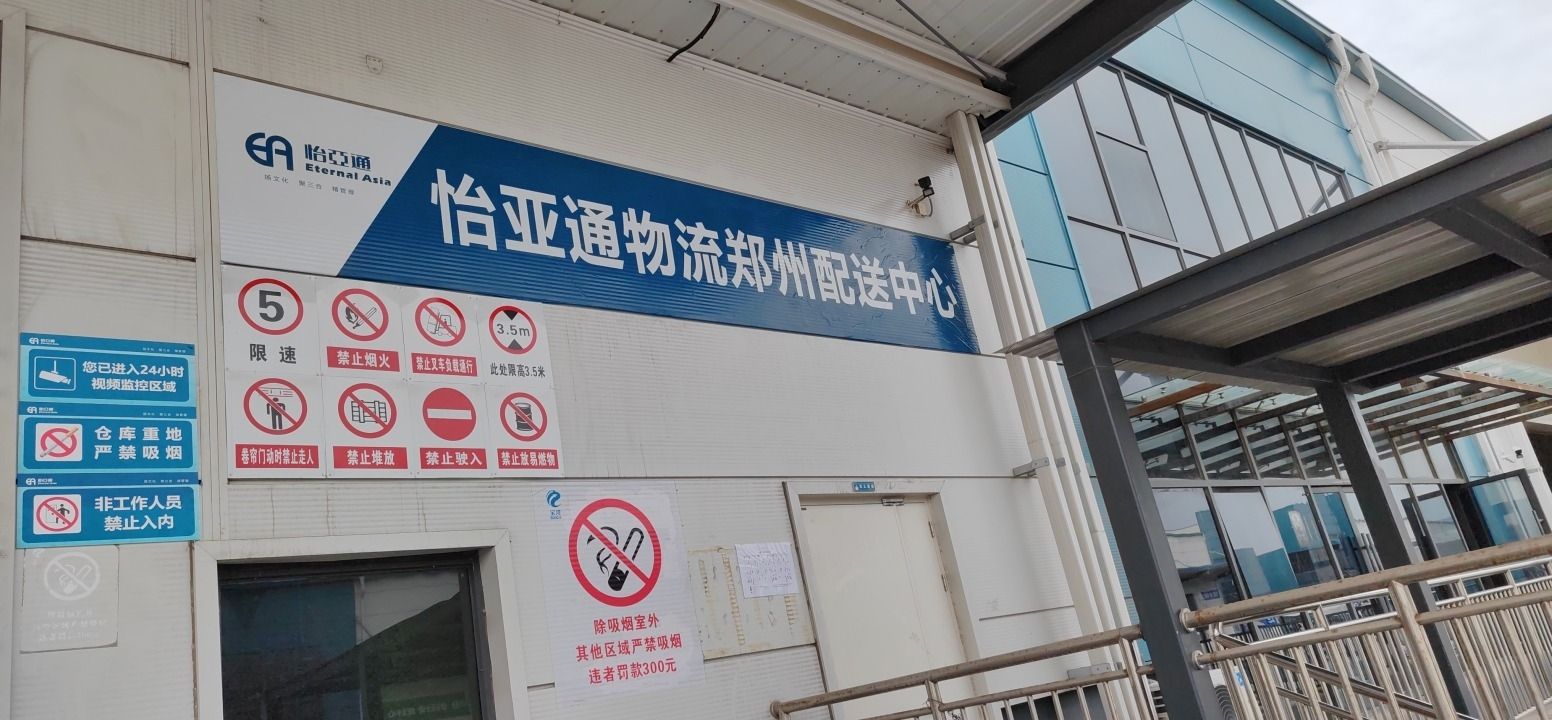 EA 怡亞通
Eternal Asia
怡亚通物流郑州配送中心
5
限速
禁止烟火
禁止叉车负载通行
3.5m
此处限高3.5米
卷帘门动时禁止走人
禁止堆放
禁止驶入
禁止放易燃物
您已进入24小时
视频监控区域
仓库重地
严禁吸烟
非工作人员
禁止入内
除吸烟室外
其他区域严禁吸烟
违者罚款300元